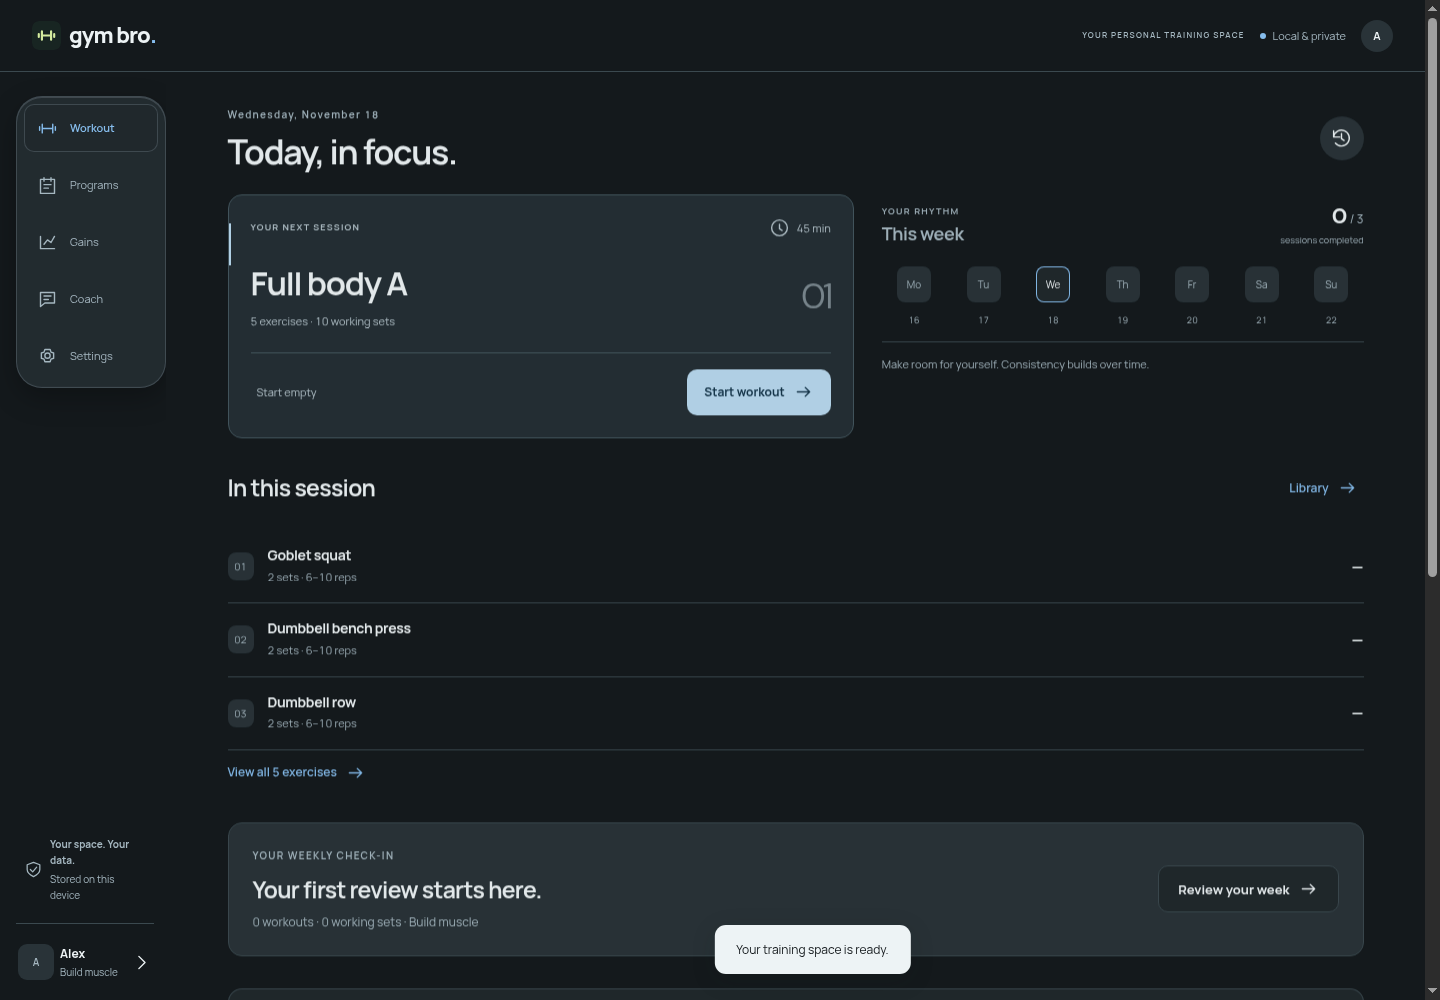 gym bro.
YOUR PERSONAL TRAINING SPACE
Local & private
A
Workout
Programs
Gains
Coach
Settings
Your space. Your
data.
Stored on this
device
A
Alex
Build muscle
Wednesday, November 18
Today, in focus.
YOUR NEXT SESSION
45 min
Full body A
01
5 exercises · 10 working sets
Start empty
Start workout
YOUR RHYTHM
This week
0 / 3
sessions completed
Mo Tu We Th Fr Sa Su
16 17 18 19 20 21 22
Make room for yourself. Consistency builds over time.
In this session
Library
01
Goblet squat
2 sets · 6–10 reps
–
02
Dumbbell bench press
2 sets · 6–10 reps
–
03
Dumbbell row
2 sets · 6–10 reps
–
View all 5 exercises
YOUR WEEKLY CHECK-IN
Your first review starts here.
0 workouts · 0 working sets · Build muscle
Review your week
Your training space is ready.